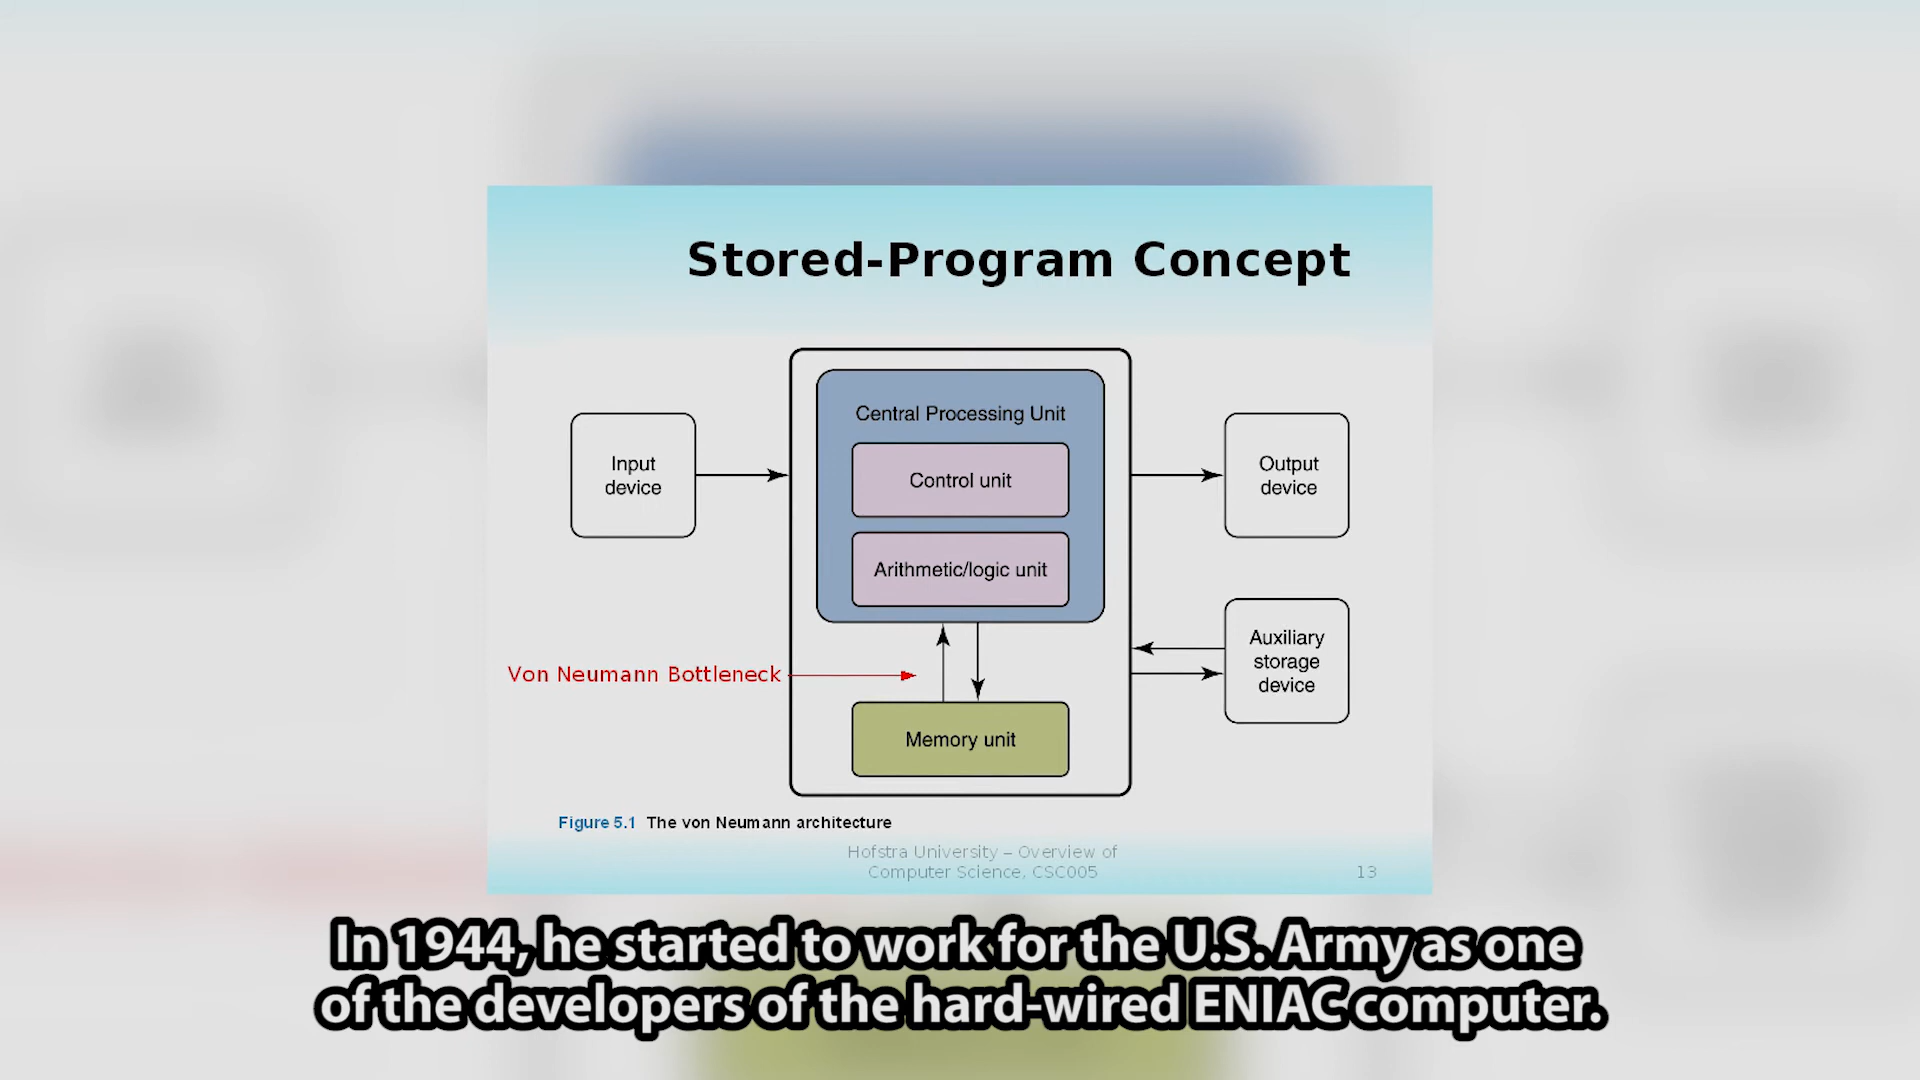 Stored-Program Concept
Central Processing Unit
Input
device
Control unit
Output
device
Arithmetic/logic unit
Auxiliary
storage
device
Von Neumann Bottleneck
Memory unit
Figure 5.1 The von Neumann architecture
Hofstra University – Overview of
Computer Science, CSC005
13
In 1944, he started to work for the U.S. Army as one
of the developers of the hard-wired ENIAC computer.